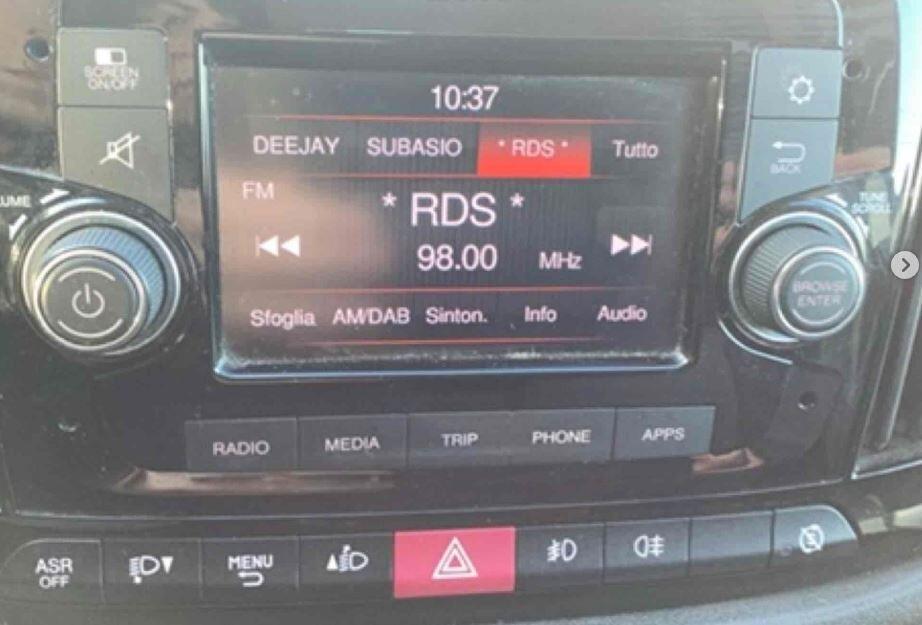 SCREEN
ON/OFF
10:37
DEEJAY SUBASIO * RDS * Tutto
FM
* RDS *
98.00 MHz
Sfoglia AM/DAB Sinton. Info Audio
BACK
UME
TUNE
SCROLL
BROWSE
ENTER
RADIO MEDIA TRIP PHONE APPS
ASR
OFF
MENU